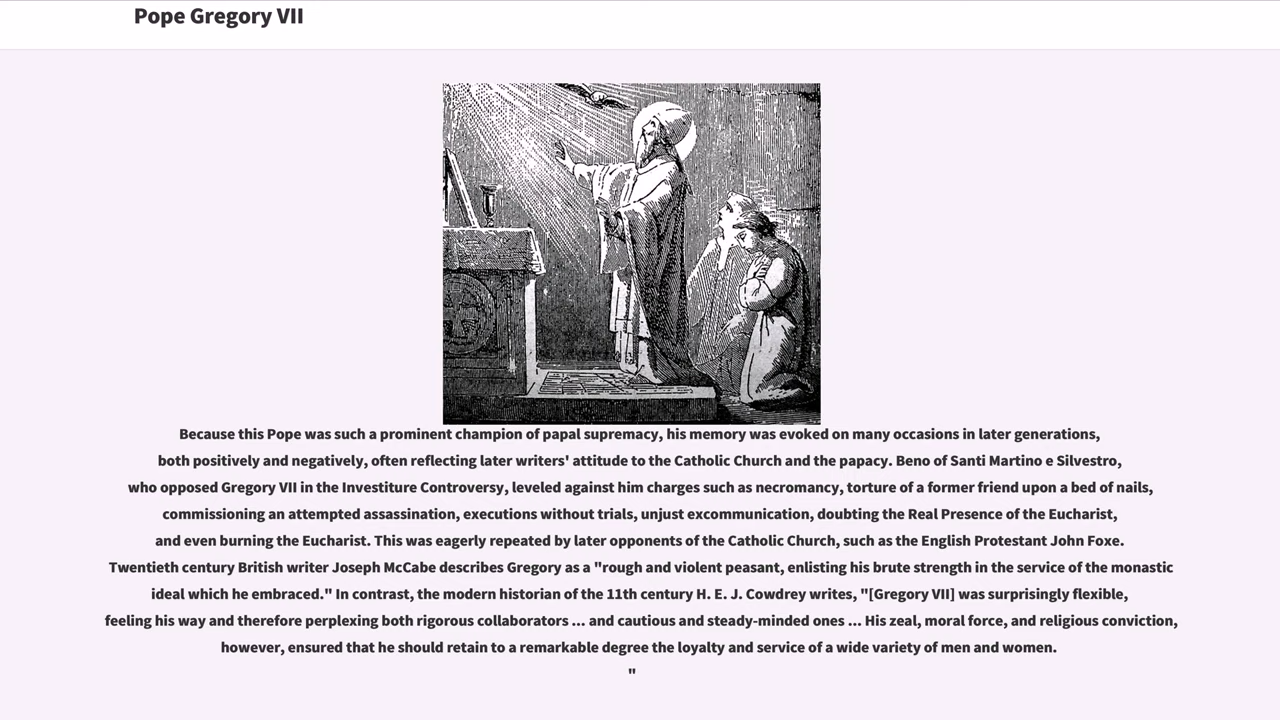 Pope Gregory VII
Because this Pope was such a prominent champion of papal supremacy, his memory was evoked on many occasions in later generations,
both positively and negatively, often reflecting later writers' attitude to the Catholic Church and the papacy. Beno of Santi Martino e Silvestro,
who opposed Gregory VII in the Investiture Controversy, leveled against him charges such as necromancy, torture of a former friend upon a bed of nails,
commissioning an attempted assassination, executions without trials, unjust excommunication, doubting the Real Presence of the Eucharist,
and even burning the Eucharist. This was eagerly repeated by later opponents of the Catholic Church, such as the English Protestant John Foxe.
Twentieth century British writer Joseph McCabe describes Gregory as a "rough and violent peasant, enlisting his brute strength in the service of the monastic
ideal which he embraced." In contrast, the modern historian of the 11th century H. E. J. Cowdrey writes, "[Gregory VII] was surprisingly flexible,
feeling his way and therefore perplexing both rigorous collaborators ... and cautious and steady-minded ones ... His zeal, moral force, and religious conviction,
however, ensured that he should retain to a remarkable degree the loyalty and service of a wide variety of men and women.
"